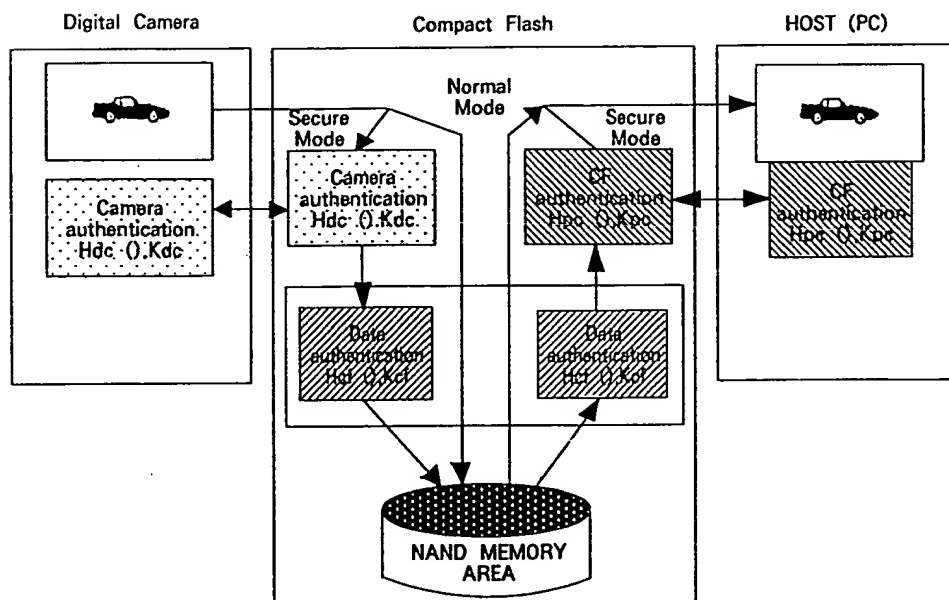 Digital Camera
Compact Flash
HOST (PC)
Normal
Mode
Secure
Mode
Secure
Mode
Camera
authentication
Hdc (),Kdc
Camera
authentication
Hdc (),Kdc
CF
authentication
Hpc (),Kpc
CF
authentication
Hpc (),Kpc
Data
authentication
Hcf (),Kcf
Data
authentication
Hcf (),Kcf
NAND MEMORY
AREA